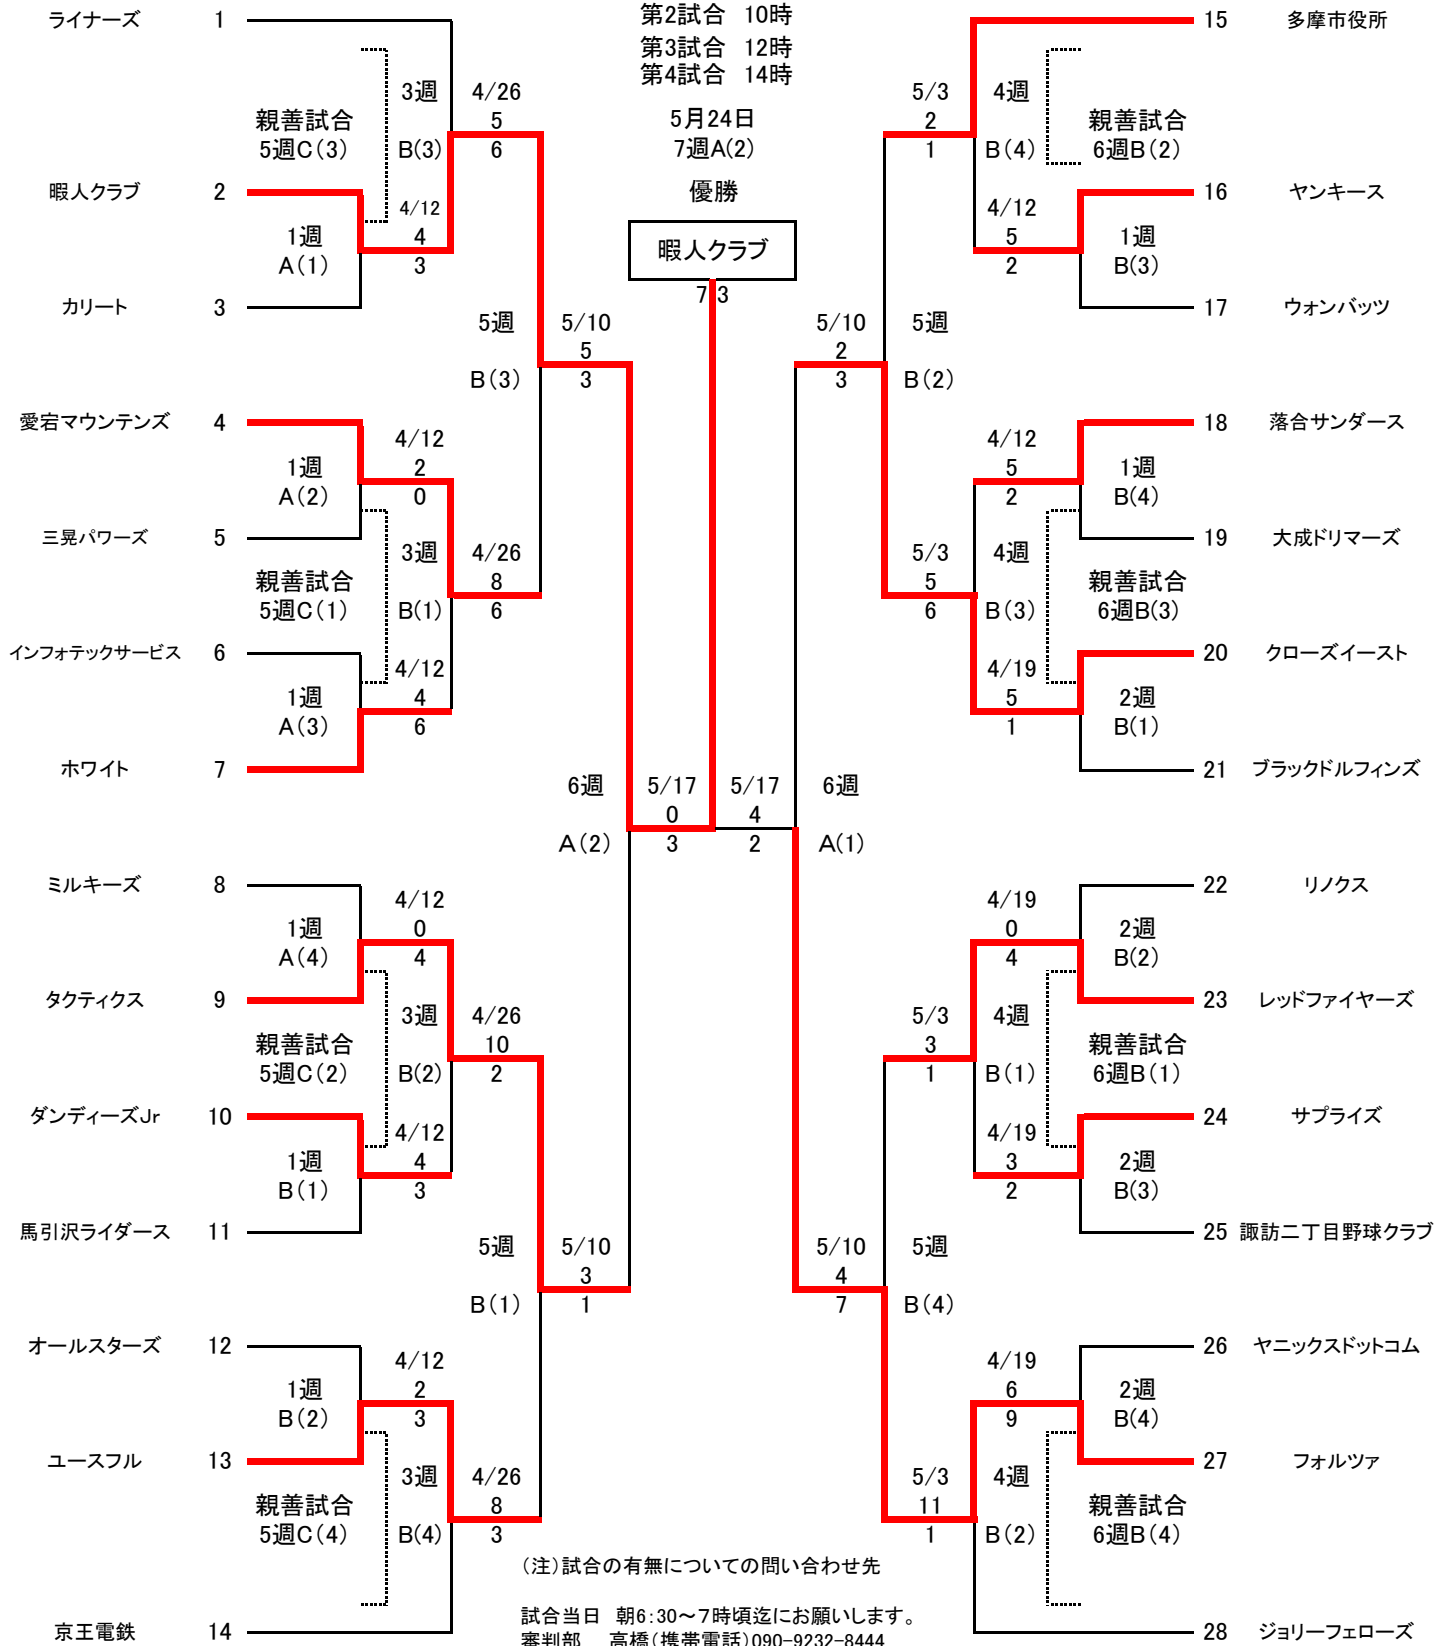 ライナーズ 1
第2試合 10時
15 多摩市役所
第3試合 12時
第4試合 14時
3週 4/26
5/3 4週
親善試合 5
5月24日
2 親善試合
5週C(3) B(3) 6
7週A(2)
1 B(4) 6週B(2)
暇人クラブ 2 4/12
優勝
4/12 16 ヤンキース
1週 4
暇人クラブ
5 1週
A(1) 3
2 B(3)
7 3
カリート 3
17 ウォンバッツ
5週 5/10
5/10 5週
5
2
B(3) 3
3 B(2)
愛宕マウンテンズ 4
18 落合サンダース
4/12
4/12
1週 2
5 1週
A(2) 0
2 B(4)
三晃パワーズ 5
19 大成ドリマーズ
3週 4/26
5/3 4週
親善試合 8
5 親善試合
5週C(1) B(1) 6
6 B(3) 6週B(3)
インフォテックサービス 6 4/12
4/19 20 クローズイースト
1週 4
5 2週
A(3) 6
1 B(1)
ホワイト 7
21 ブラックドルフィンズ
6週 5/17 5/17 6週
0 4
A(2) 3 2 A(1)
ミルキーズ 8
22 リノクス
4/12
4/19
1週 0
0 2週
A(4) 4
4 B(2)
タクティクス 9
23 レッドファイヤーズ
3週 4/26
5/3 4週
親善試合 10
3 親善試合
5週C(2) B(2) 2
1 B(1) 6週B(1)
ダンディーズJr 10 4/12
4/19 24 サプライズ
1週 4
3 2週
B(1) 3
2 B(3)
馬引沢ライダース 11
25 諏訪二丁目野球クラブ
5週 5/10
5/10 5週
3
4
B(1) 1
7 B(4)
オールスターズ 12
26 ヤニックスドットコム
4/12
4/19
1週 2
6 2週
B(2) 3
9 B(4)
ユースフル 13
27 フォルツァ
3週 4/26
5/3 4週
親善試合 8
11 親善試合
5週C(4) B(4) 3
1 B(2) 6週B(4)
(注)試合の有無についての問い合わせ先
試合当日 朝6:30～7時頃迄にお願いします。
京王電鉄 14
28 ジョリーフェローズ
審判部 高橋(携帯電話)090-9232-8444